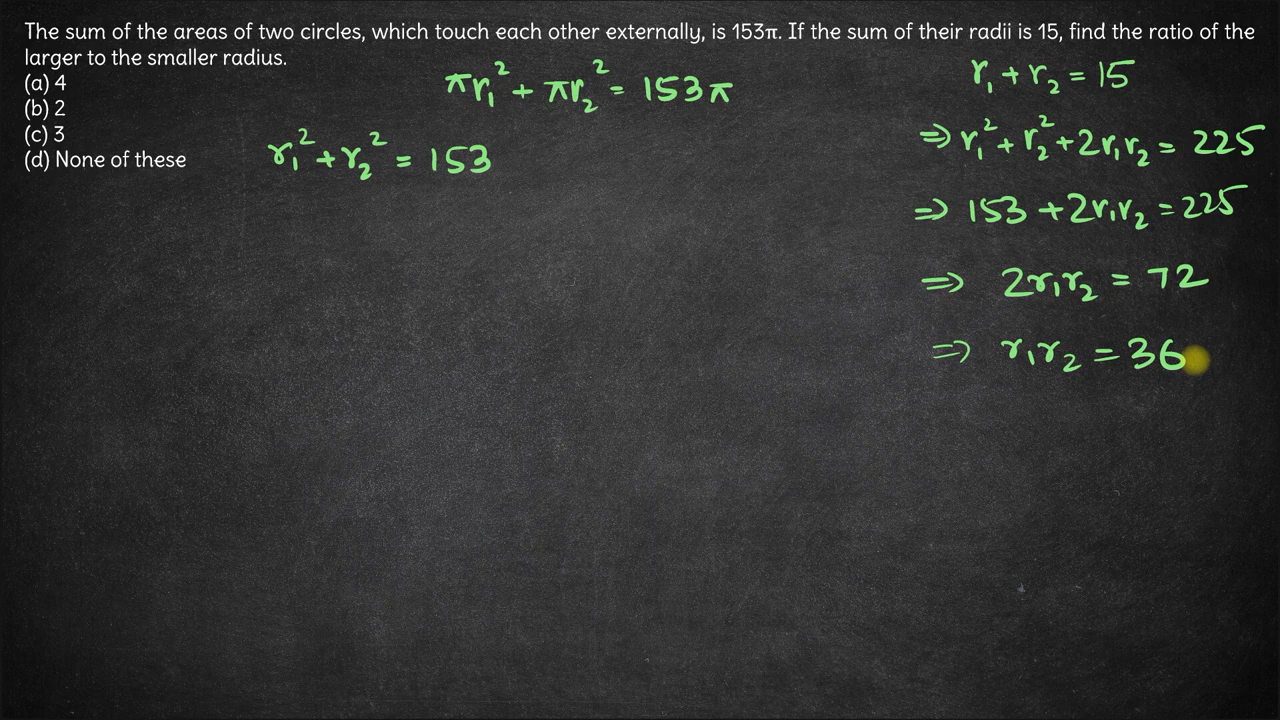 The sum of the areas of two circles, which touch each other externally, is 153π. If the sum of their radii is 15, find the ratio of the
larger to the smaller radius.
(a) 4
(b) 2
(c) 3
(d) None of these
πr₁² + πr₂² = 153π
r₁² + r₂² = 153
r₁ + r₂ = 15
⇒ r₁² + r₂² + 2r₁r₂ = 225
⇒ 153 + 2r₁r₂ = 225
⇒ 2r₁r₂ = 72
⇒ r₁r₂ = 36